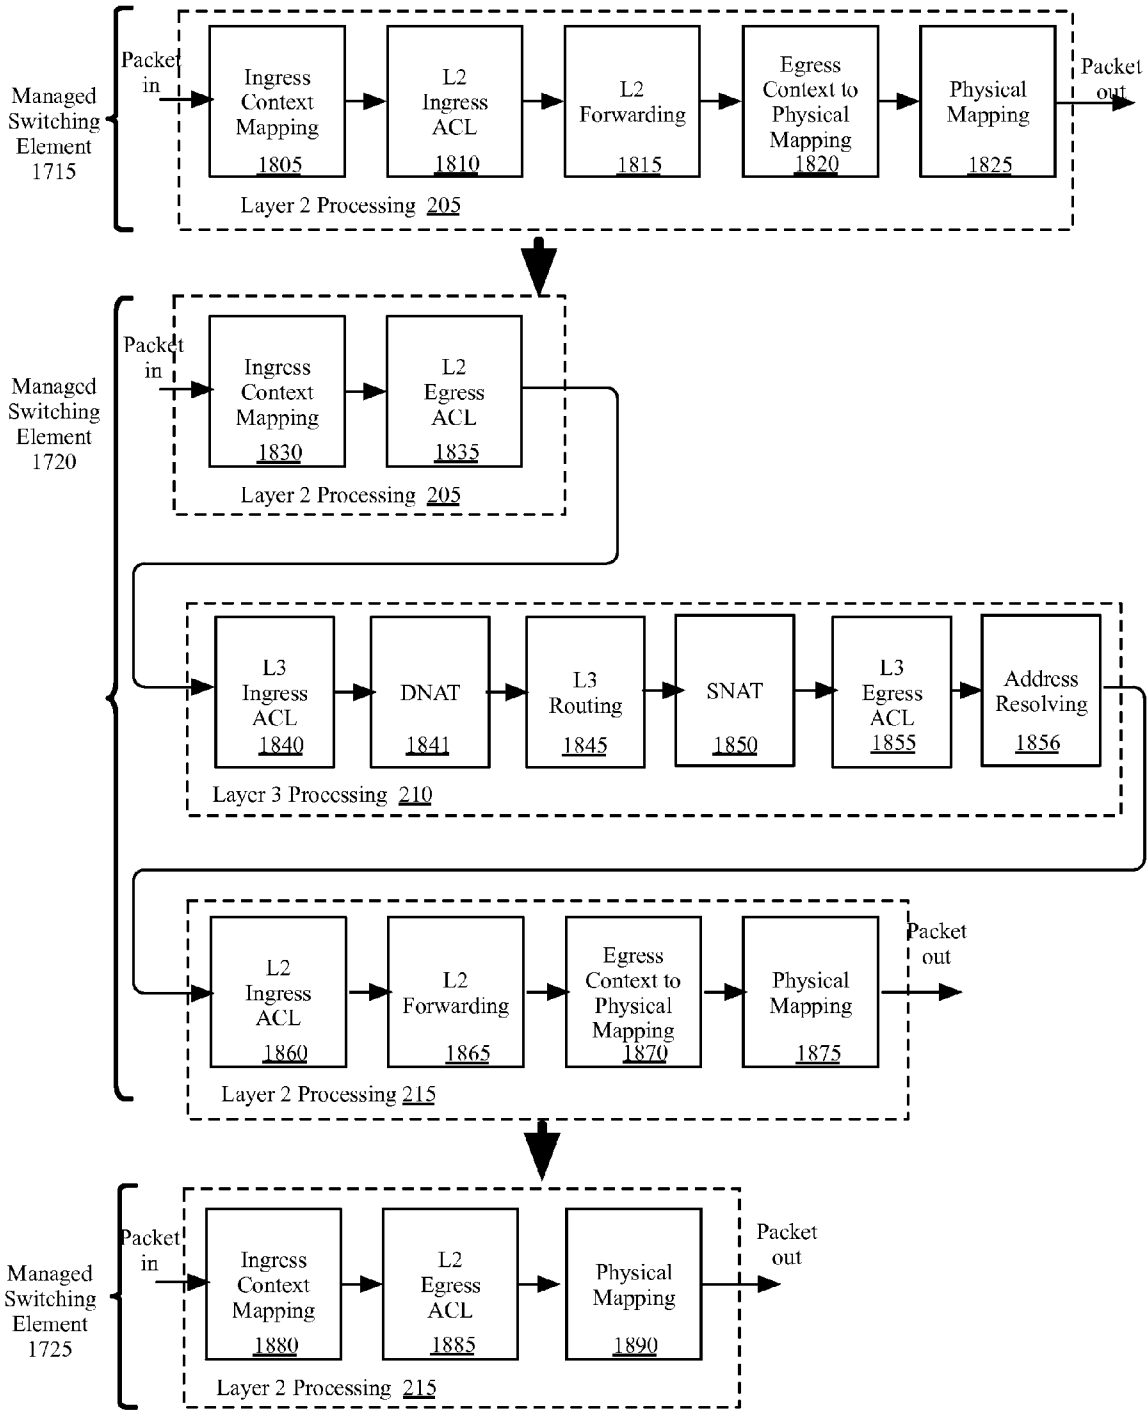 Managed
Switching
Element
1715
Packet
in
Ingress
Context
Mapping
1805
L2
Ingress
ACL
1810
L2
Forwarding
1815
Egress
Context to
Physical
Mapping
1820
Physical
Mapping
1825
Packet
out
Layer 2 Processing 205
Managed
Switching
Element
1720
Packet
in
Ingress
Context
Mapping
1830
L2
Egress
ACL
1835
Layer 2 Processing 205
L3
Ingress
ACL
1840
DNAT
1841
L3
Routing
1845
SNAT
1850
L3
Egress
ACL
1855
Address
Resolving
1856
Layer 3 Processing 210
L2
Ingress
ACL
1860
L2
Forwarding
1865
Egress
Context to
Physical
Mapping
1870
Physical
Mapping
1875
Packet
out
Layer 2 Processing 215
Managed
Switching
Element
1725
Packet
in
Ingress
Context
Mapping
1880
L2
Egress
ACL
1885
Physical
Mapping
1890
Packet
out
Layer 2 Processing 215